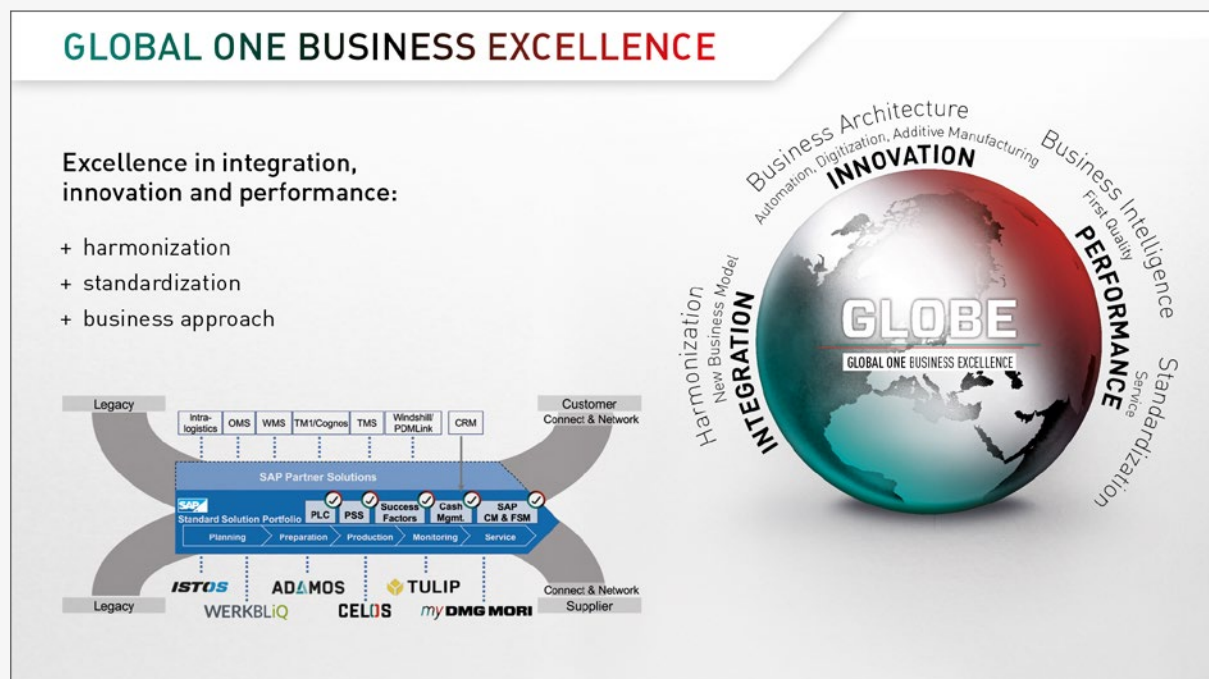 GLOBAL ONE BUSINESS EXCELLENCE
Excellence in integration,
innovation and performance:
+ harmonization
+ standardization
+ business approach
Legacy
Customer
Connect & Network
Intra-
logistics
OMS
WMS
TM1/Cognos
TMS
Windshill/
PDMLink
CRM
SAP Partner Solutions
SAP
Standard Solution Portfolio
PLC
PSS
Success
Factors
Cash
Mgmt.
SAP
CM & FSM
Planning
Preparation
Production
Monitoring
Service
ISTOS
ADAMOS
TULIP
WERKBLiQ
CELOS
my DMG MORI
Legacy
Connect & Network
Supplier
Business Architecture
Automation, Digitization, Additive Manufacturing
INNOVATION
Business Intelligence
First Quality
PERFORMANCE
Standardization
Service
Harmonization
New Business Model
INTEGRATION
GLOBE
GLOBAL ONE BUSINESS EXCELLENCE